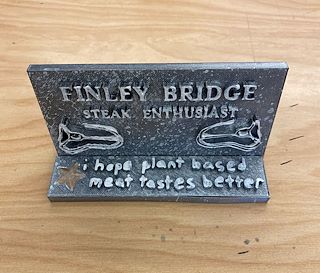 FINLEY BRIDGE
STEAK ENTHUSIAST
i hope plant based
meat tastes better